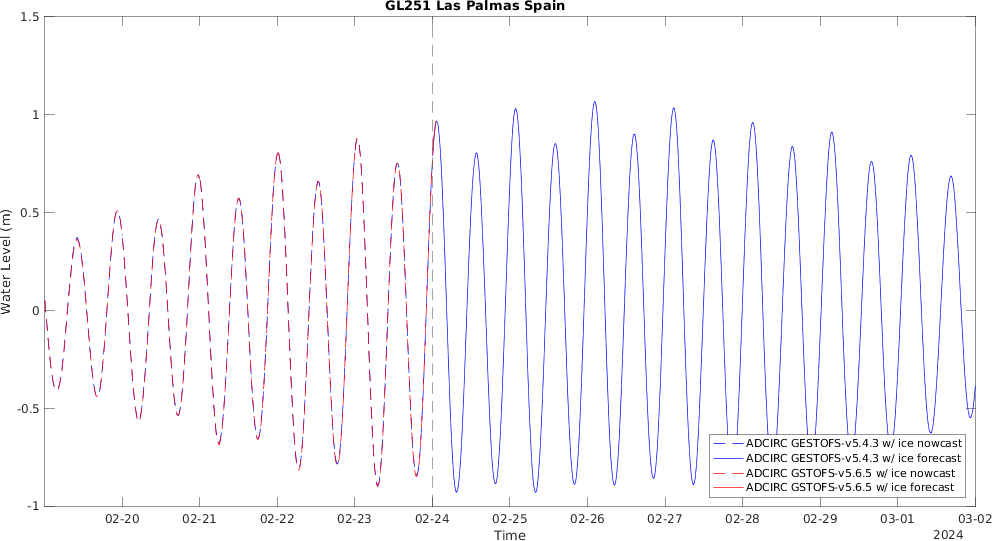 GL251 Las Palmas Spain
1.5
1
0.5
0
-0.5
-1
Water Level (m)
ADCIRC GESTOFS-v5.4.3 w/ ice nowcast
ADCIRC GESTOFS-v5.4.3 w/ ice forecast
ADCIRC GSTOFS-v5.6.5 w/ ice nowcast
ADCIRC GSTOFS-v5.6.5 w/ ice forecast
02-20 02-21 02-22 02-23 02-24 02-25 02-26 02-27 02-28 02-29 03-01 03-02
Time
2024